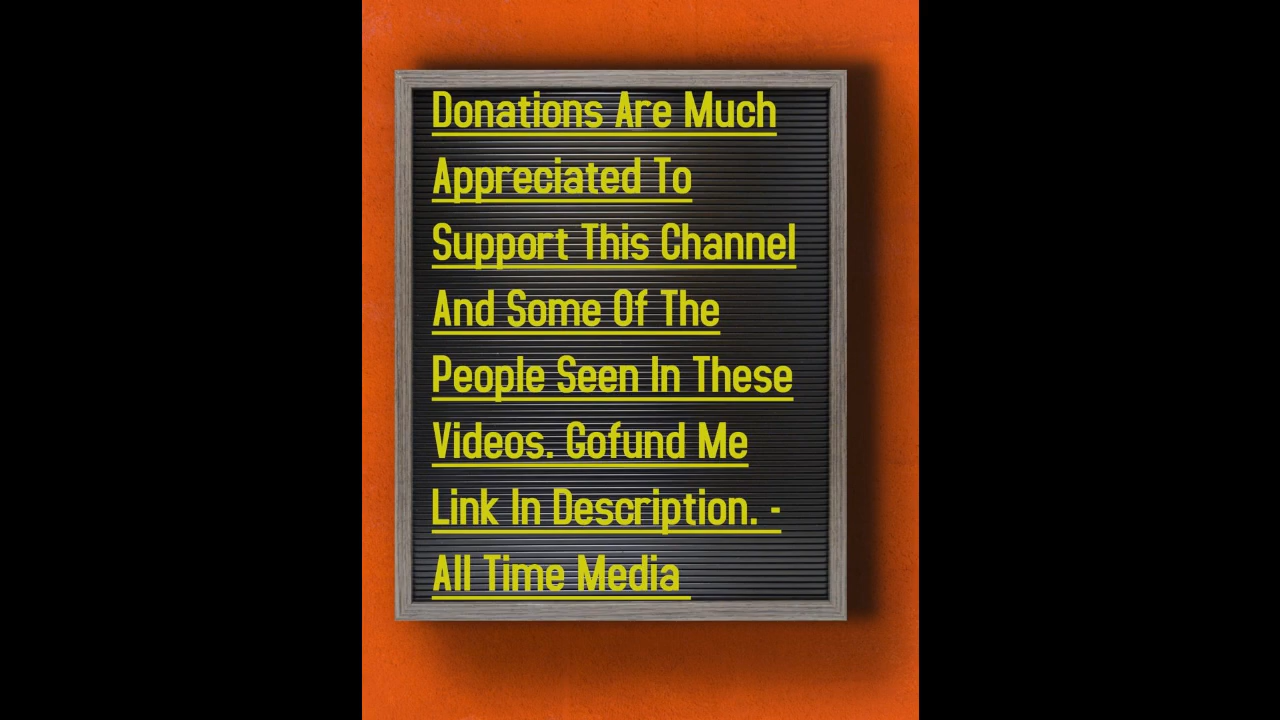 Donations Are Much
Appreciated To
Support This Channel
And Some Of The
People Seen In These
Videos. Gofund Me
Link In Description. -
All Time Media